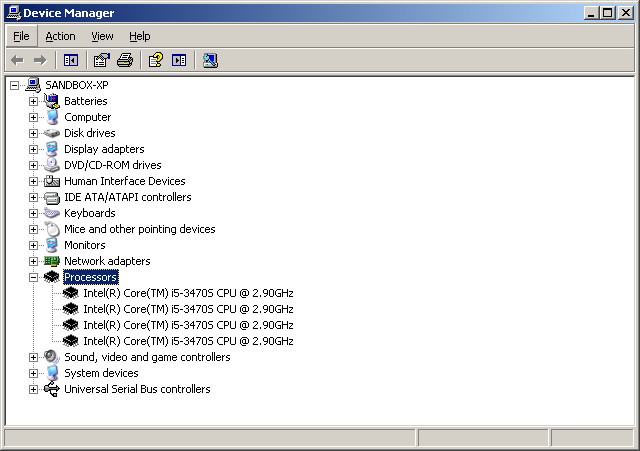 Device Manager
File Action View Help
SANDBOX-XP
Batteries
Computer
Disk drives
Display adapters
DVD/CD-ROM drives
Human Interface Devices
IDE ATA/ATAPI controllers
Keyboards
Mice and other pointing devices
Monitors
Network adapters
Processors
Intel(R) Core(TM) i5-3470S CPU @ 2.90GHz
Intel(R) Core(TM) i5-3470S CPU @ 2.90GHz
Intel(R) Core(TM) i5-3470S CPU @ 2.90GHz
Intel(R) Core(TM) i5-3470S CPU @ 2.90GHz
Sound, video and game controllers
System devices
Universal Serial Bus controllers